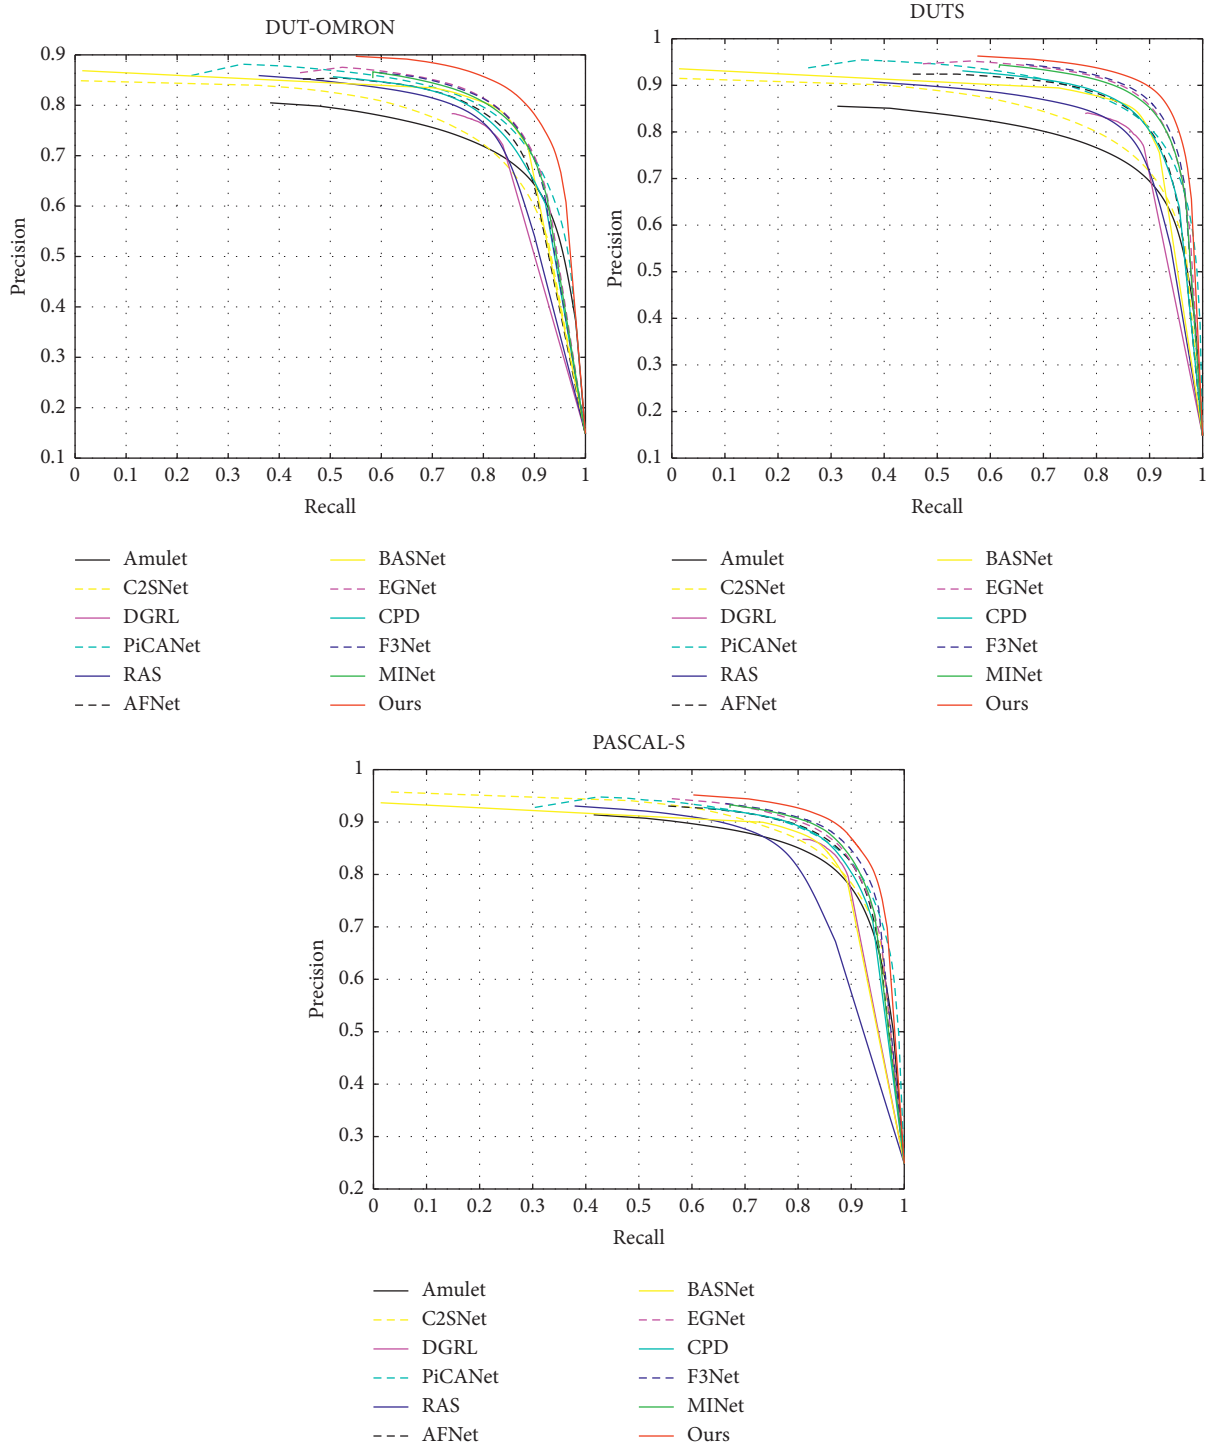 DUT-OMRON
0.9
0.8
0.7
0.6
0.5
0.4
0.3
0.2
0.1
Precision
0 0.1 0.2 0.3 0.4 0.5 0.6 0.7 0.8 0.9 1
Recall
Amulet
C2SNet
DGRL
PiCANet
RAS
AFNet
BASNet
EGNet
CPD
F3Net
MINet
Ours
DUTS
1
0.9
0.8
0.7
0.6
0.5
0.4
0.3
0.2
0.1
Precision
0 0.1 0.2 0.3 0.4 0.5 0.6 0.7 0.8 0.9 1
Recall
Amulet
C2SNet
DGRL
PiCANet
RAS
AFNet
BASNet
EGNet
CPD
F3Net
MINet
Ours
PASCAL-S
1
0.9
0.8
0.7
0.6
0.5
0.4
0.3
0.2
Precision
0 0.1 0.2 0.3 0.4 0.5 0.6 0.7 0.8 0.9 1
Recall
Amulet
C2SNet
DGRL
PiCANet
RAS
AFNet
BASNet
EGNet
CPD
F3Net
MINet
Ours